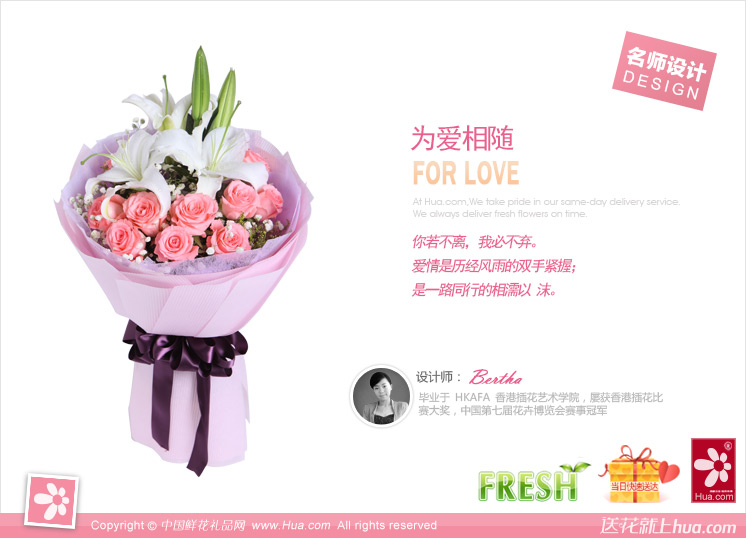 名师设计
DESIGN
为爱相随
FOR LOVE
At Hua.com,We take pride in our same-day delivery service.
We always deliver fresh flowers on time.
你若不离，我必不弃。
爱情是历经风雨的双手紧握；
是一路同行的相濡以 沫。
设计师： Bertha
毕业于 HKAFA 香港插花艺术学院，屡获香港插花比
赛大奖，中国第七届花卉博览会赛事冠军
FRESH
当日快速送达
Hua.com
Copyright © 中国鲜花礼品网 www.Hua.com All rights reserved
送花就上hua.com